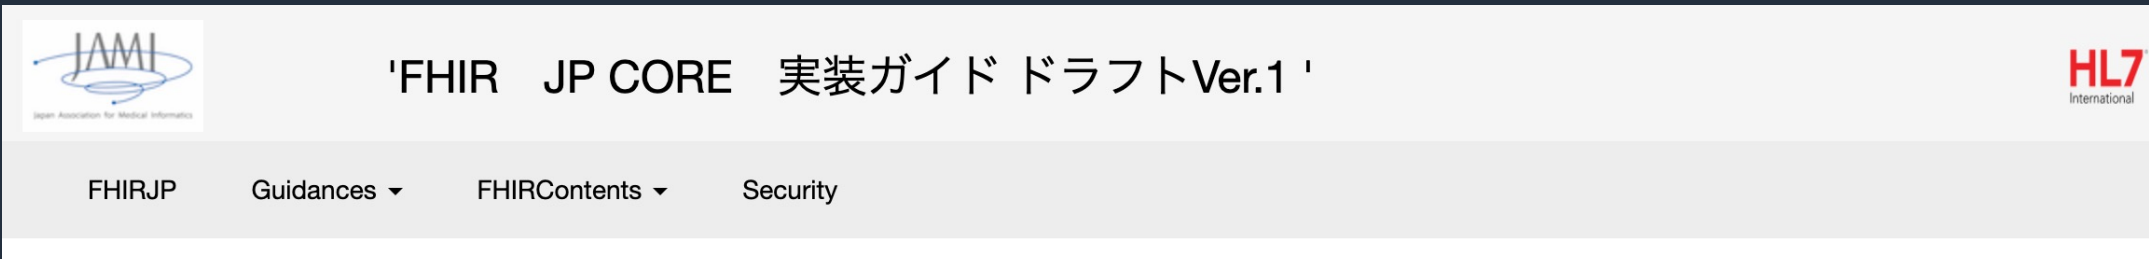 JAMI
Japan Association for Medical Informatics
'FHIR　JP CORE　実装ガイド ドラフトVer.1 '
HL7
International
FHIRJP Guidances FHIRContents Security